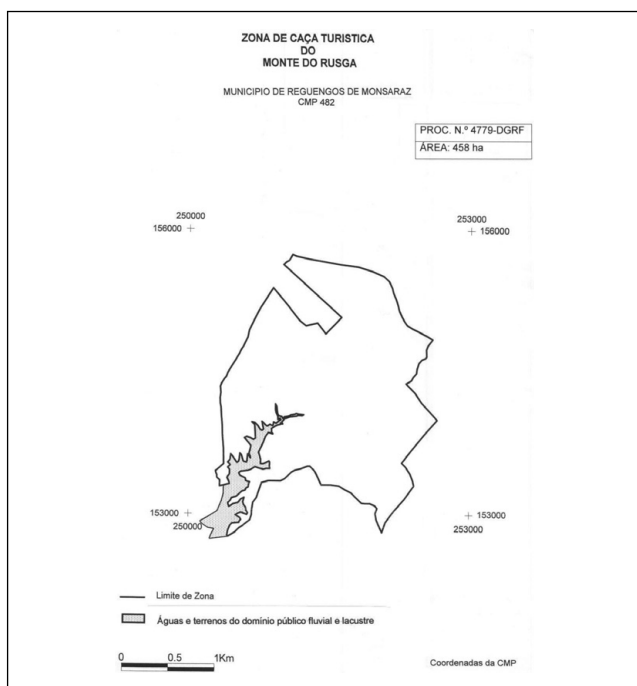 ZONA DE CAÇA TURISTICA
DO
MONTE DO RUSGA
MUNICIPIO DE REGUENGOS DE MONSARAZ
CMP 482
PROC. N.º 4779-DGRF
ÁREA: 458 ha
250000
156000
253000
156000
153000
250000
153000
253000
Limite de Zona
Águas e terrenos do domínio público fluvial e lacustre
0 0.5 1Km
Coordenadas da CMP